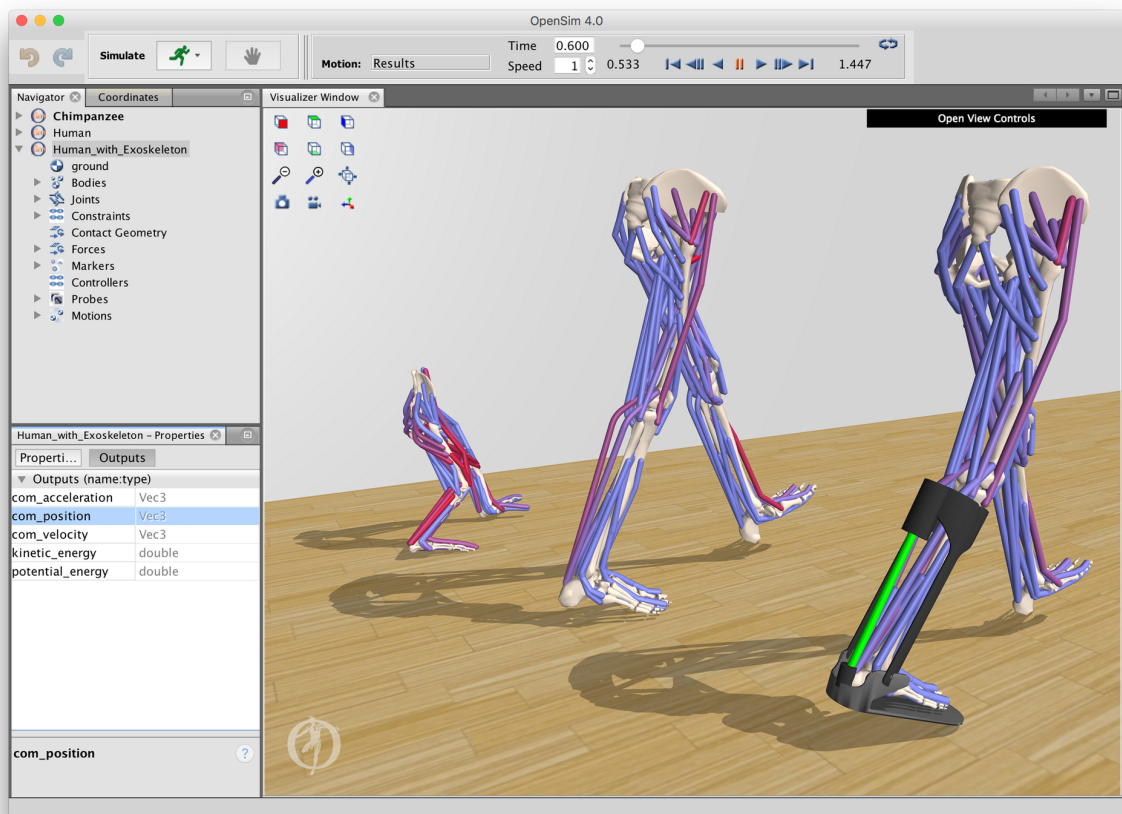 OpenSim 4.0
Simulate
Motion: Results
Time 0.600
Speed 1 0.533 1.447
Navigator Coordinates
Visualizer Window
Chimpanzee
Human
Human_with_Exoskeleton
ground
Bodies
Joints
Constraints
Contact Geometry
Forces
Markers
Controllers
Probes
Motions
Open View Controls
Human_with_Exoskeleton – Properties
Properti... Outputs
Outputs (name:type)
com_acceleration Vec3
com_position Vec3
com_velocity Vec3
kinetic_energy double
potential_energy double
com_position ?